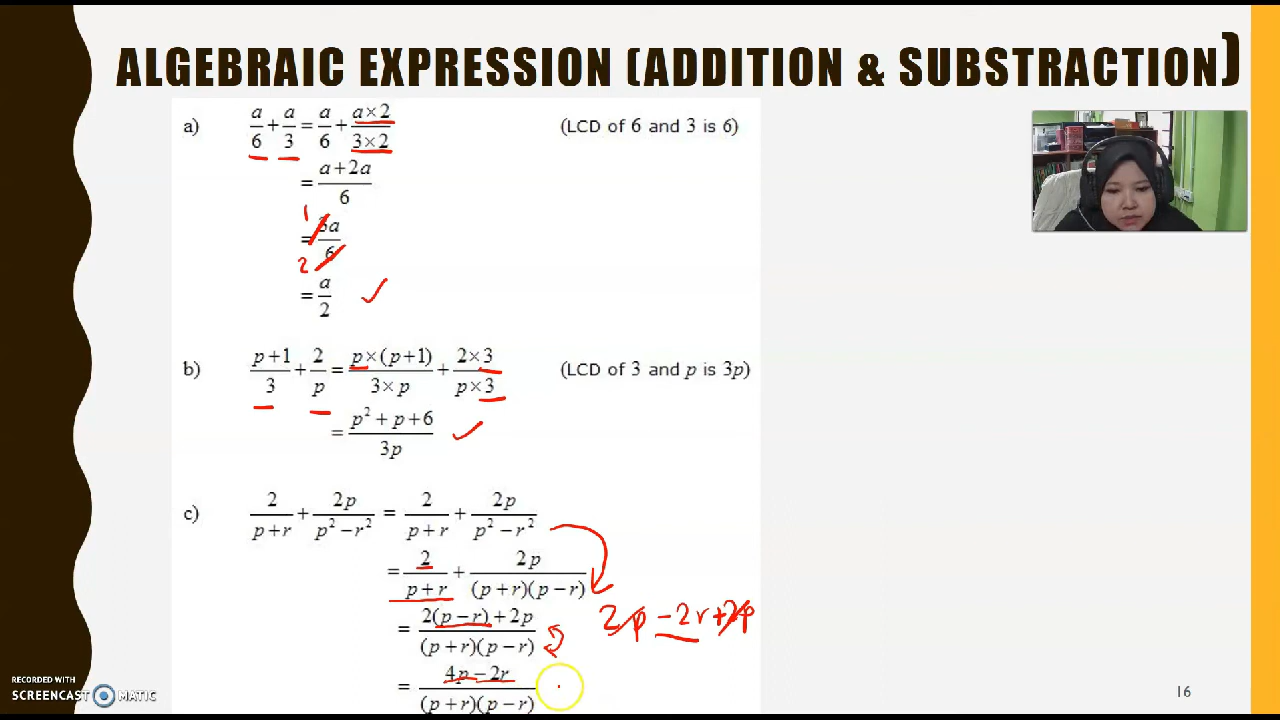 ALGEBRAIC EXPRESSION (ADDITION & SUBSTRACTION)
a) a/6 + a/3 = a/6 + (a×2)/(3×2) (LCD of 6 and 3 is 6)
= (a+2a)/6
1
= 3a/6
2
= a/2 ✓
b) (p+1)/3 + 2/p = (p×(p+1))/(3×p) + (2×3)/(p×3) (LCD of 3 and p is 3p)
= (p²+p+6)/3p ✓
c) 2/(p+r) + 2p/(p²−r²) = 2/(p+r) + 2p/(p²−r²)
= 2/(p+r) + 2p/((p+r)(p−r))
= (2(p−r)+2p)/((p+r)(p−r)) 2p −2r +2p
= (4p−2r)/((p+r)(p−r))
RECORDED WITH
SCREENCAST MATIC
16